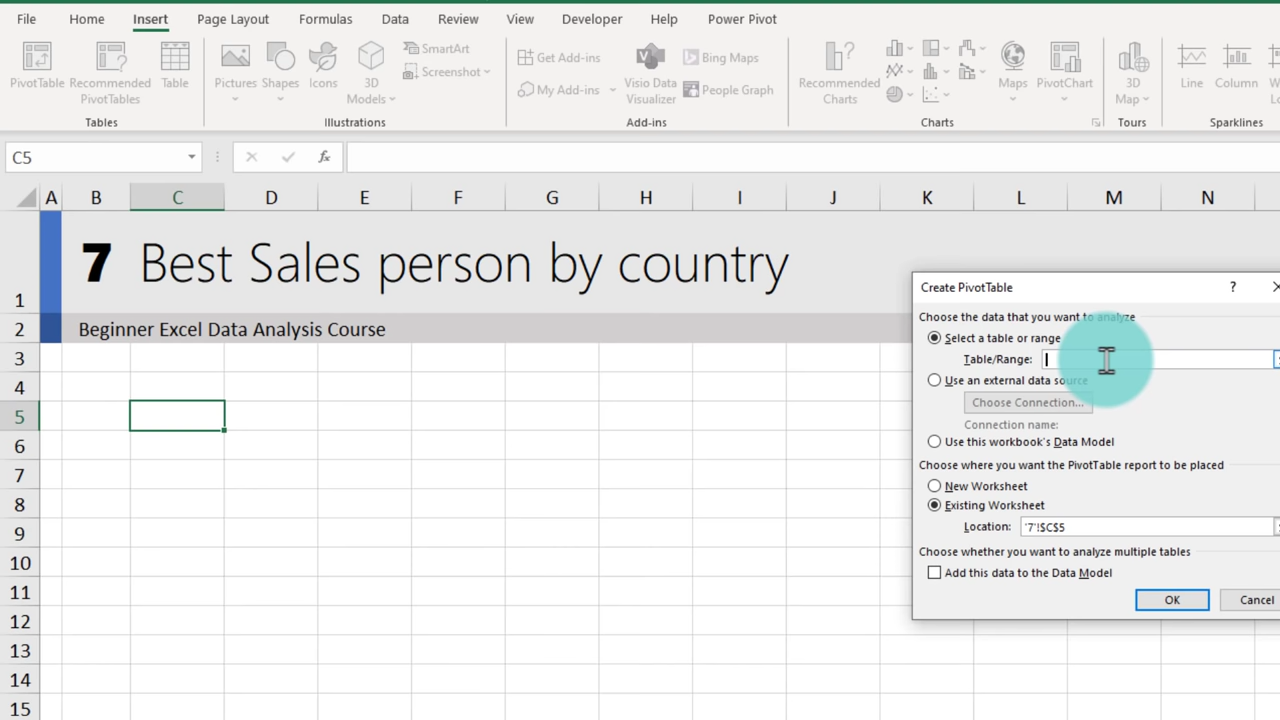 File Home Insert Page Layout Formulas Data Review View Developer Help Power Pivot
PivotTable Recommended PivotTables Table
Tables
Pictures Shapes Icons 3D Models SmartArt Screenshot
Illustrations
Get Add-ins My Add-ins Visio Data Visualizer Bing Maps People Graph
Add-ins
Recommended Charts Maps PivotChart
Charts
3D Map
Tours
Line Column
Sparklines
C5 fx
A B C D E F G H I J K L M N
1
7 Best Sales person by country
2
Beginner Excel Data Analysis Course
3
4
5
6
7
8
9
10
11
12
13
14
15
Create PivotTable ?
Choose the data that you want to analyze
Select a table or range
Table/Range:
Use an external data source
Choose Connection...
Connection name:
Use this workbook's Data Model
Choose where you want the PivotTable report to be placed
New Worksheet
Existing Worksheet
Location: '7'!$C$5
Choose whether you want to analyze multiple tables
Add this data to the Data Model
OK Cancel